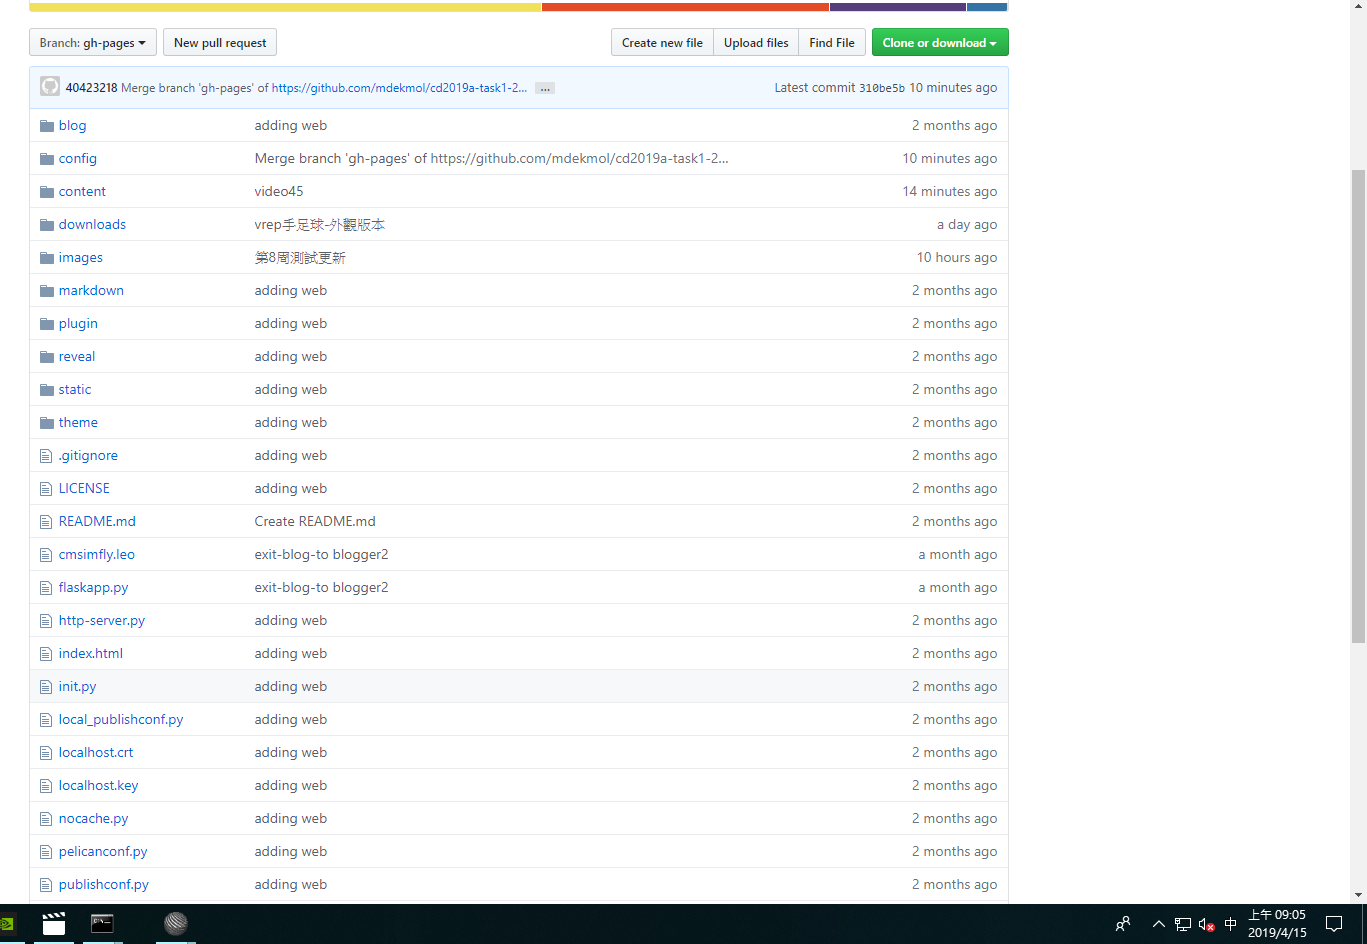 Branch: gh-pages
New pull request
Create new file
Upload files
Find File
Clone or download
40423218 Merge branch 'gh-pages' of https://github.com/mdekmol/cd2019a-task1-2... ...
Latest commit 310be5b 10 minutes ago
blog adding web 2 months ago
config Merge branch 'gh-pages' of https://github.com/mdekmol/cd2019a-task1-2... 10 minutes ago
content video45 14 minutes ago
downloads vrep手足球-外觀版本 a day ago
images 第8周測試更新 10 hours ago
markdown adding web 2 months ago
plugin adding web 2 months ago
reveal adding web 2 months ago
static adding web 2 months ago
theme adding web 2 months ago
.gitignore adding web 2 months ago
LICENSE adding web 2 months ago
README.md Create README.md 2 months ago
cmsimfly.leo exit-blog-to blogger2 a month ago
flaskapp.py exit-blog-to blogger2 a month ago
http-server.py adding web 2 months ago
index.html adding web 2 months ago
init.py adding web 2 months ago
local_publishconf.py adding web 2 months ago
localhost.crt adding web 2 months ago
localhost.key adding web 2 months ago
nocache.py adding web 2 months ago
pelicanconf.py adding web 2 months ago
publishconf.py adding web 2 months ago
中
上午 09:05
2019/4/15